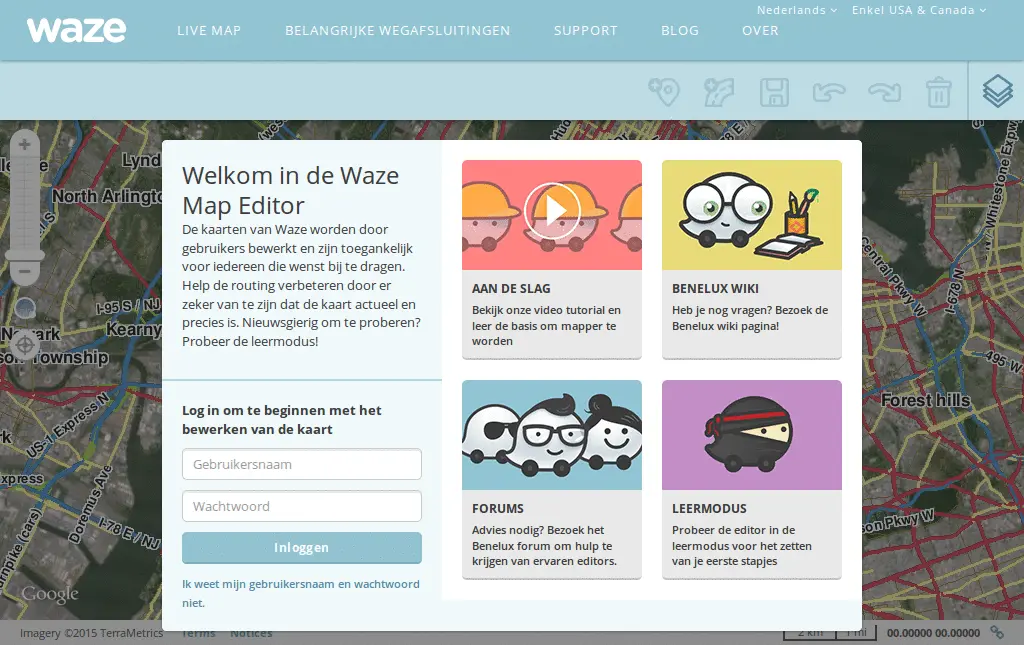 Nederlands Enkel USA & Canada
waze LIVE MAP BELANGRIJKE WEGAFSLUITINGEN SUPPORT BLOG OVER
Lynd
North Arlingto
I-95 S / NJ
Kearny
Township
US-1 Express N
Doremus Ave
I-78 E / NJ
Express
rnpike (cars)
Welkom in de Waze
Map Editor
De kaarten van Waze worden door
gebruikers bewerkt en zijn toegankelijk
voor iedereen die wenst bij te dragen.
Help de routing verbeteren door er
zeker van te zijn dat de kaart actueel en
precies is. Nieuwsgierig om te proberen?
Probeer de leermodus!
Log in om te beginnen met het
bewerken van de kaart
Gebruikersnaam
Wachtwoord
Inloggen
Ik weet mijn gebruikersnaam en wachtwoord
niet.
AAN DE SLAG
Bekijk onze video tutorial en
leer de basis om mapper te
worden
BENELUX WIKI
Heb je nog vragen? Bezoek de
Benelux wiki pagina!
FORUMS
Advies nodig? Bezoek het
Benelux forum om hulp te
krijgen van ervaren editors.
LEERMODUS
Probeer de editor in de
leermodus voor het zetten
van je eerste stapjes
N / Whitestone Expw
Central Pkwy W
I-678 N
495 W
Forest hills
son Pkwy W
Google
Imagery ©2015 TerraMetrics Terms Notices 2 km 1 mi 00.00000 00.00000